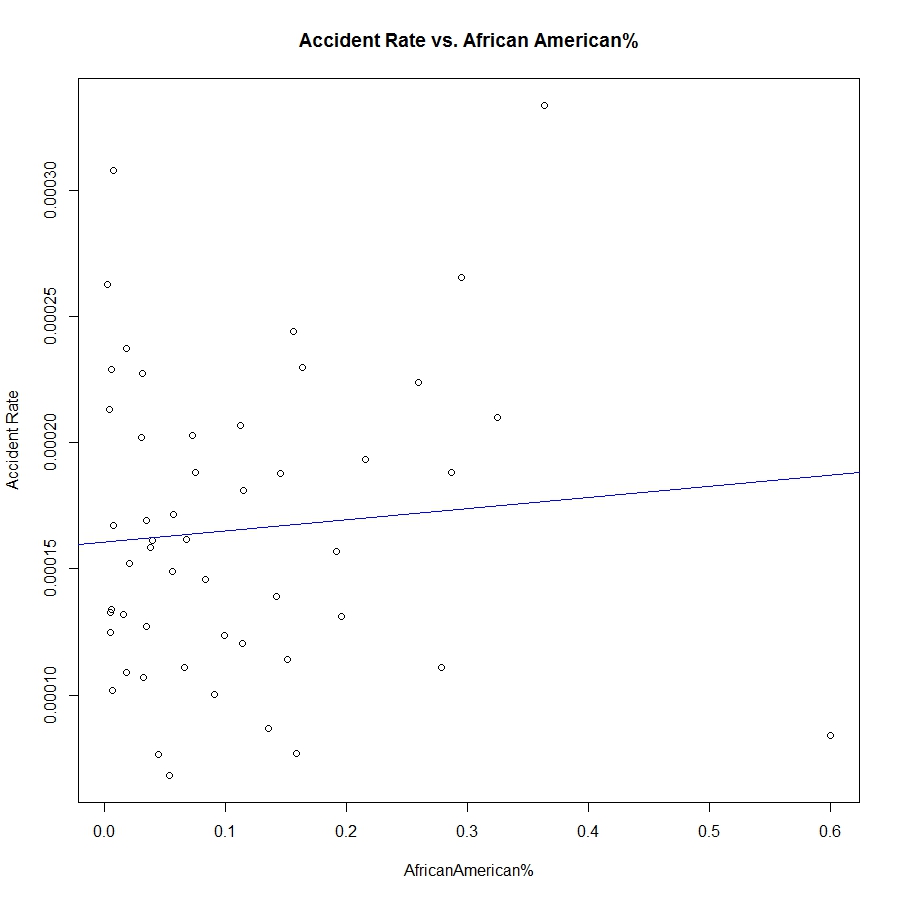 Accident Rate vs. African American%
0.00030
0.00025
0.00020
0.00015
0.00010
Accident Rate
0.0 0.1 0.2 0.3 0.4 0.5 0.6
AfricanAmerican%